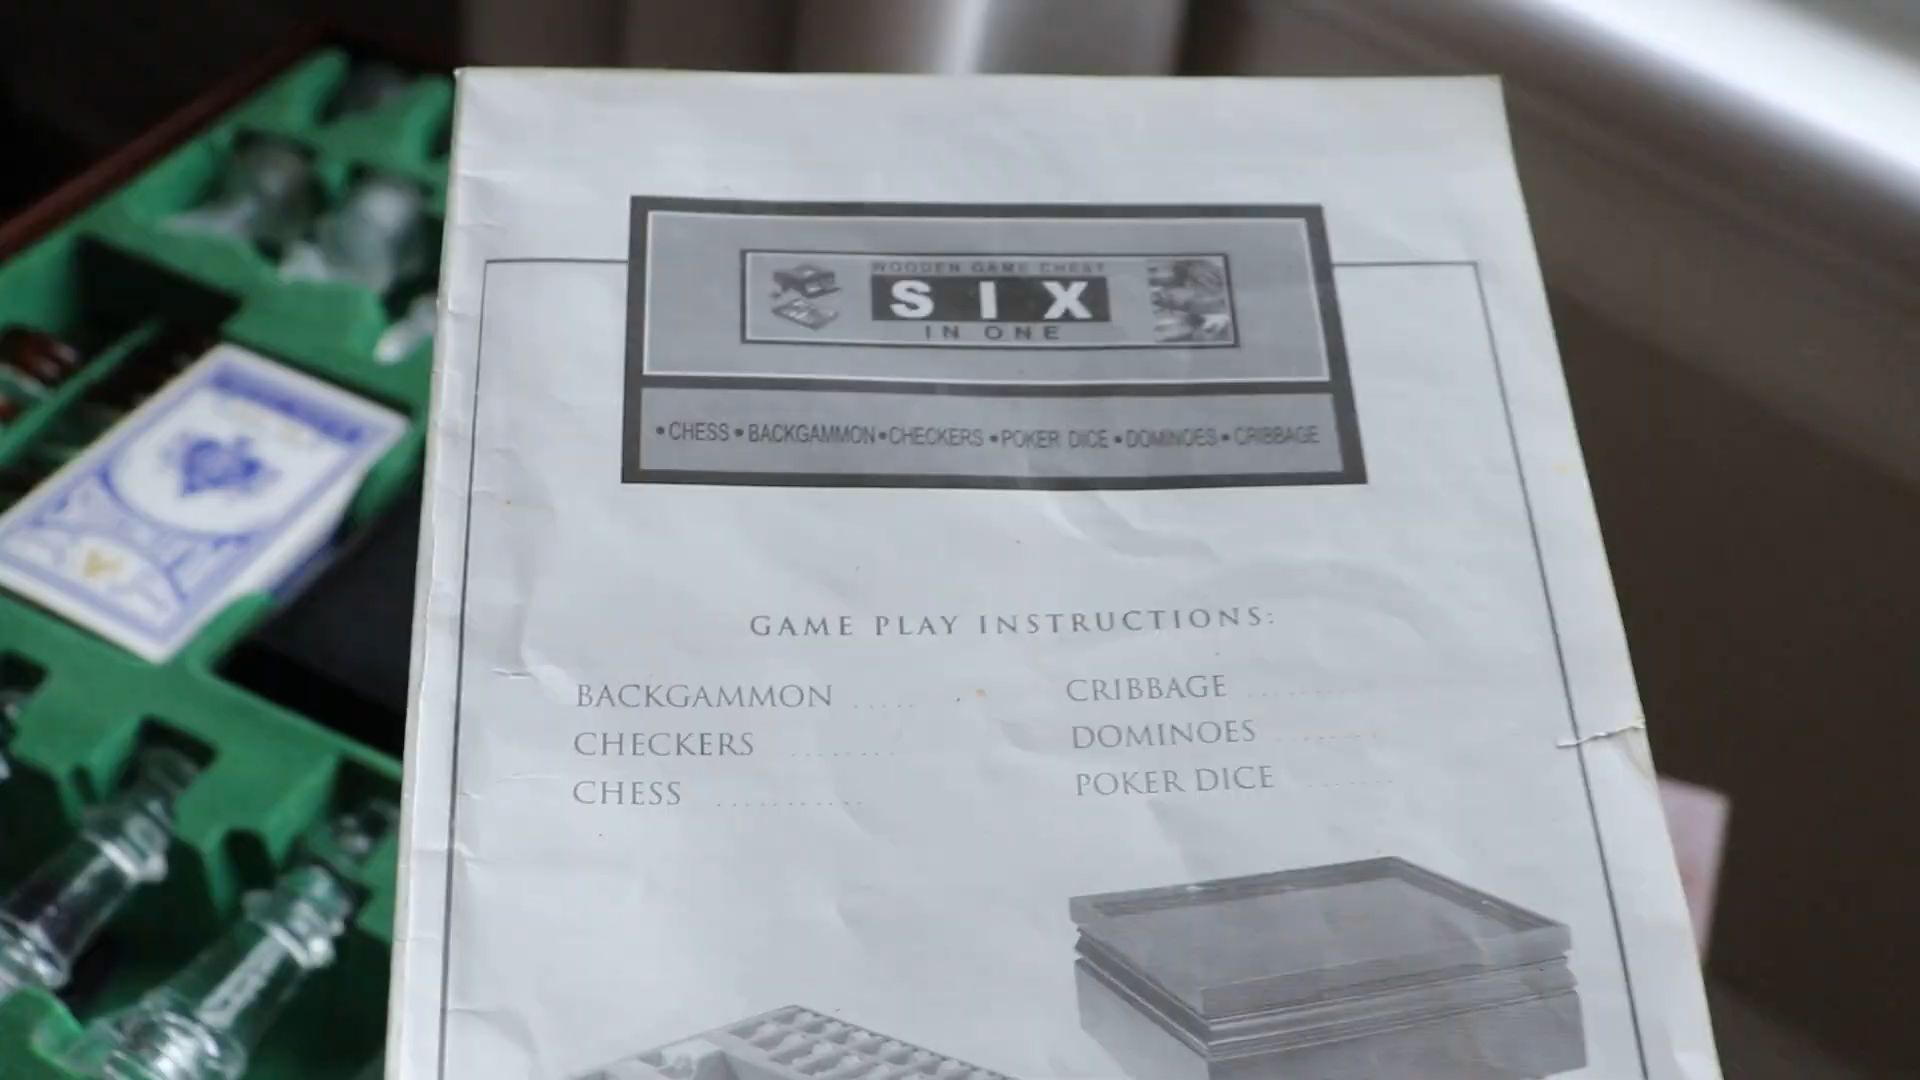 WOODEN GAME CHEST
SIX
IN ONE
• CHESS • BACKGAMMON • CHECKERS • POKER DICE • DOMINOES • CRIBBAGE
GAME PLAY INSTRUCTIONS:
BACKGAMMON .....
CHECKERS ........
CHESS ...........
CRIBBAGE ........
DOMINOES ........
POKER DICE ......